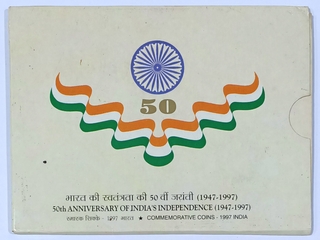 50
भारत की स्वतंत्रता की 50 वीं जयंती (1947-1997)
50th ANNIVERSARY OF INDIA'S INDEPENDENCE (1947-1997)
स्मारक सिक्के - 1997 भारत ★ COMMEMORATIVE COINS - 1997 INDIA